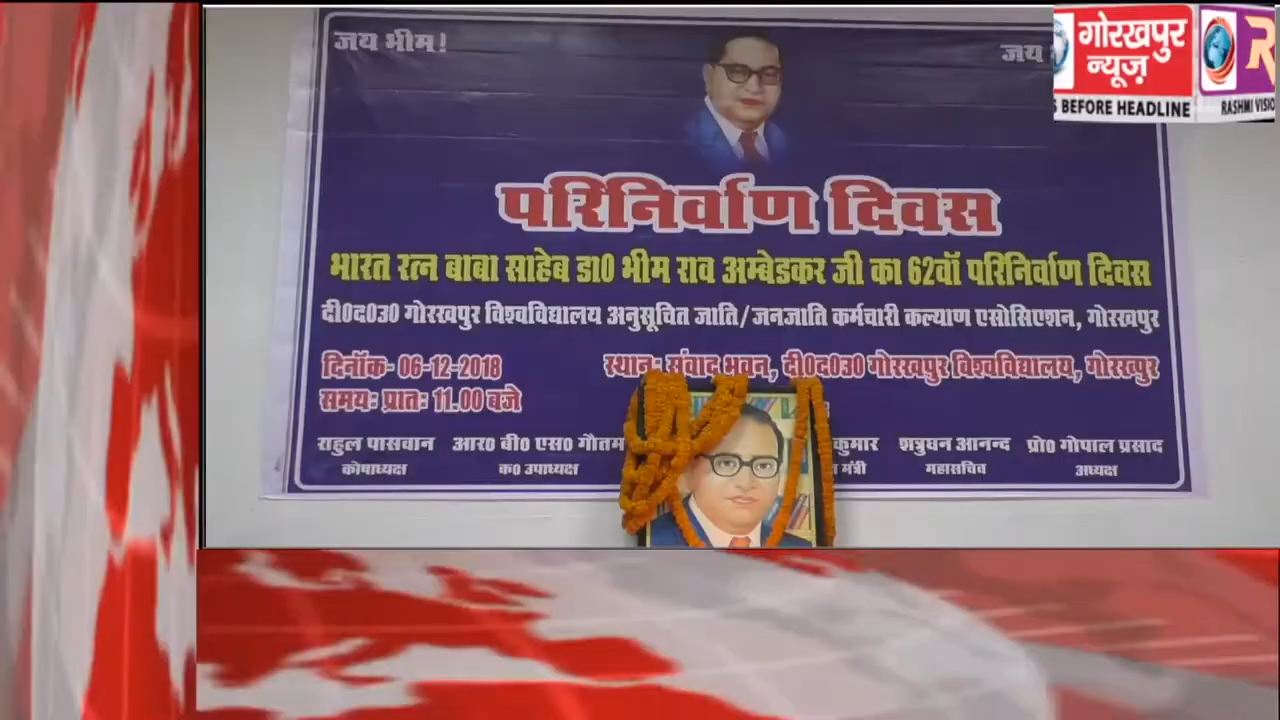 जय भीम!
जय
गोरखपुर
न्यूज़
BEFORE HEADLINE
R
RASHMI VISIO
परिनिर्वाण दिवस
भारत रत्न बाबा साहेब डा0 भीम राव अम्बेडकर जी का 62वॉ परिनिर्वाण दिवस
दी0द0उ0 गोरखपुर विश्वविद्यालय अनुसूचित जाति/जनजाति कर्मचारी कल्याण एसोसिएशन, गोरखपुर
दिनॉक- 06-12-2018 स्थानः संवाद भवन, दी0द0उ0 गोरखपुर विश्वविद्यालय, गोरखपुर
समयः प्रातः 11.00 बजे
राहुल पासवान आर0 बी0 एस0 गौतम कुमार शत्रुघन आनन्द प्रो0 गोपाल प्रसाद
कोषाध्यक्ष क0 उपाध्यक्ष मंत्री महासचिव अध्यक्ष